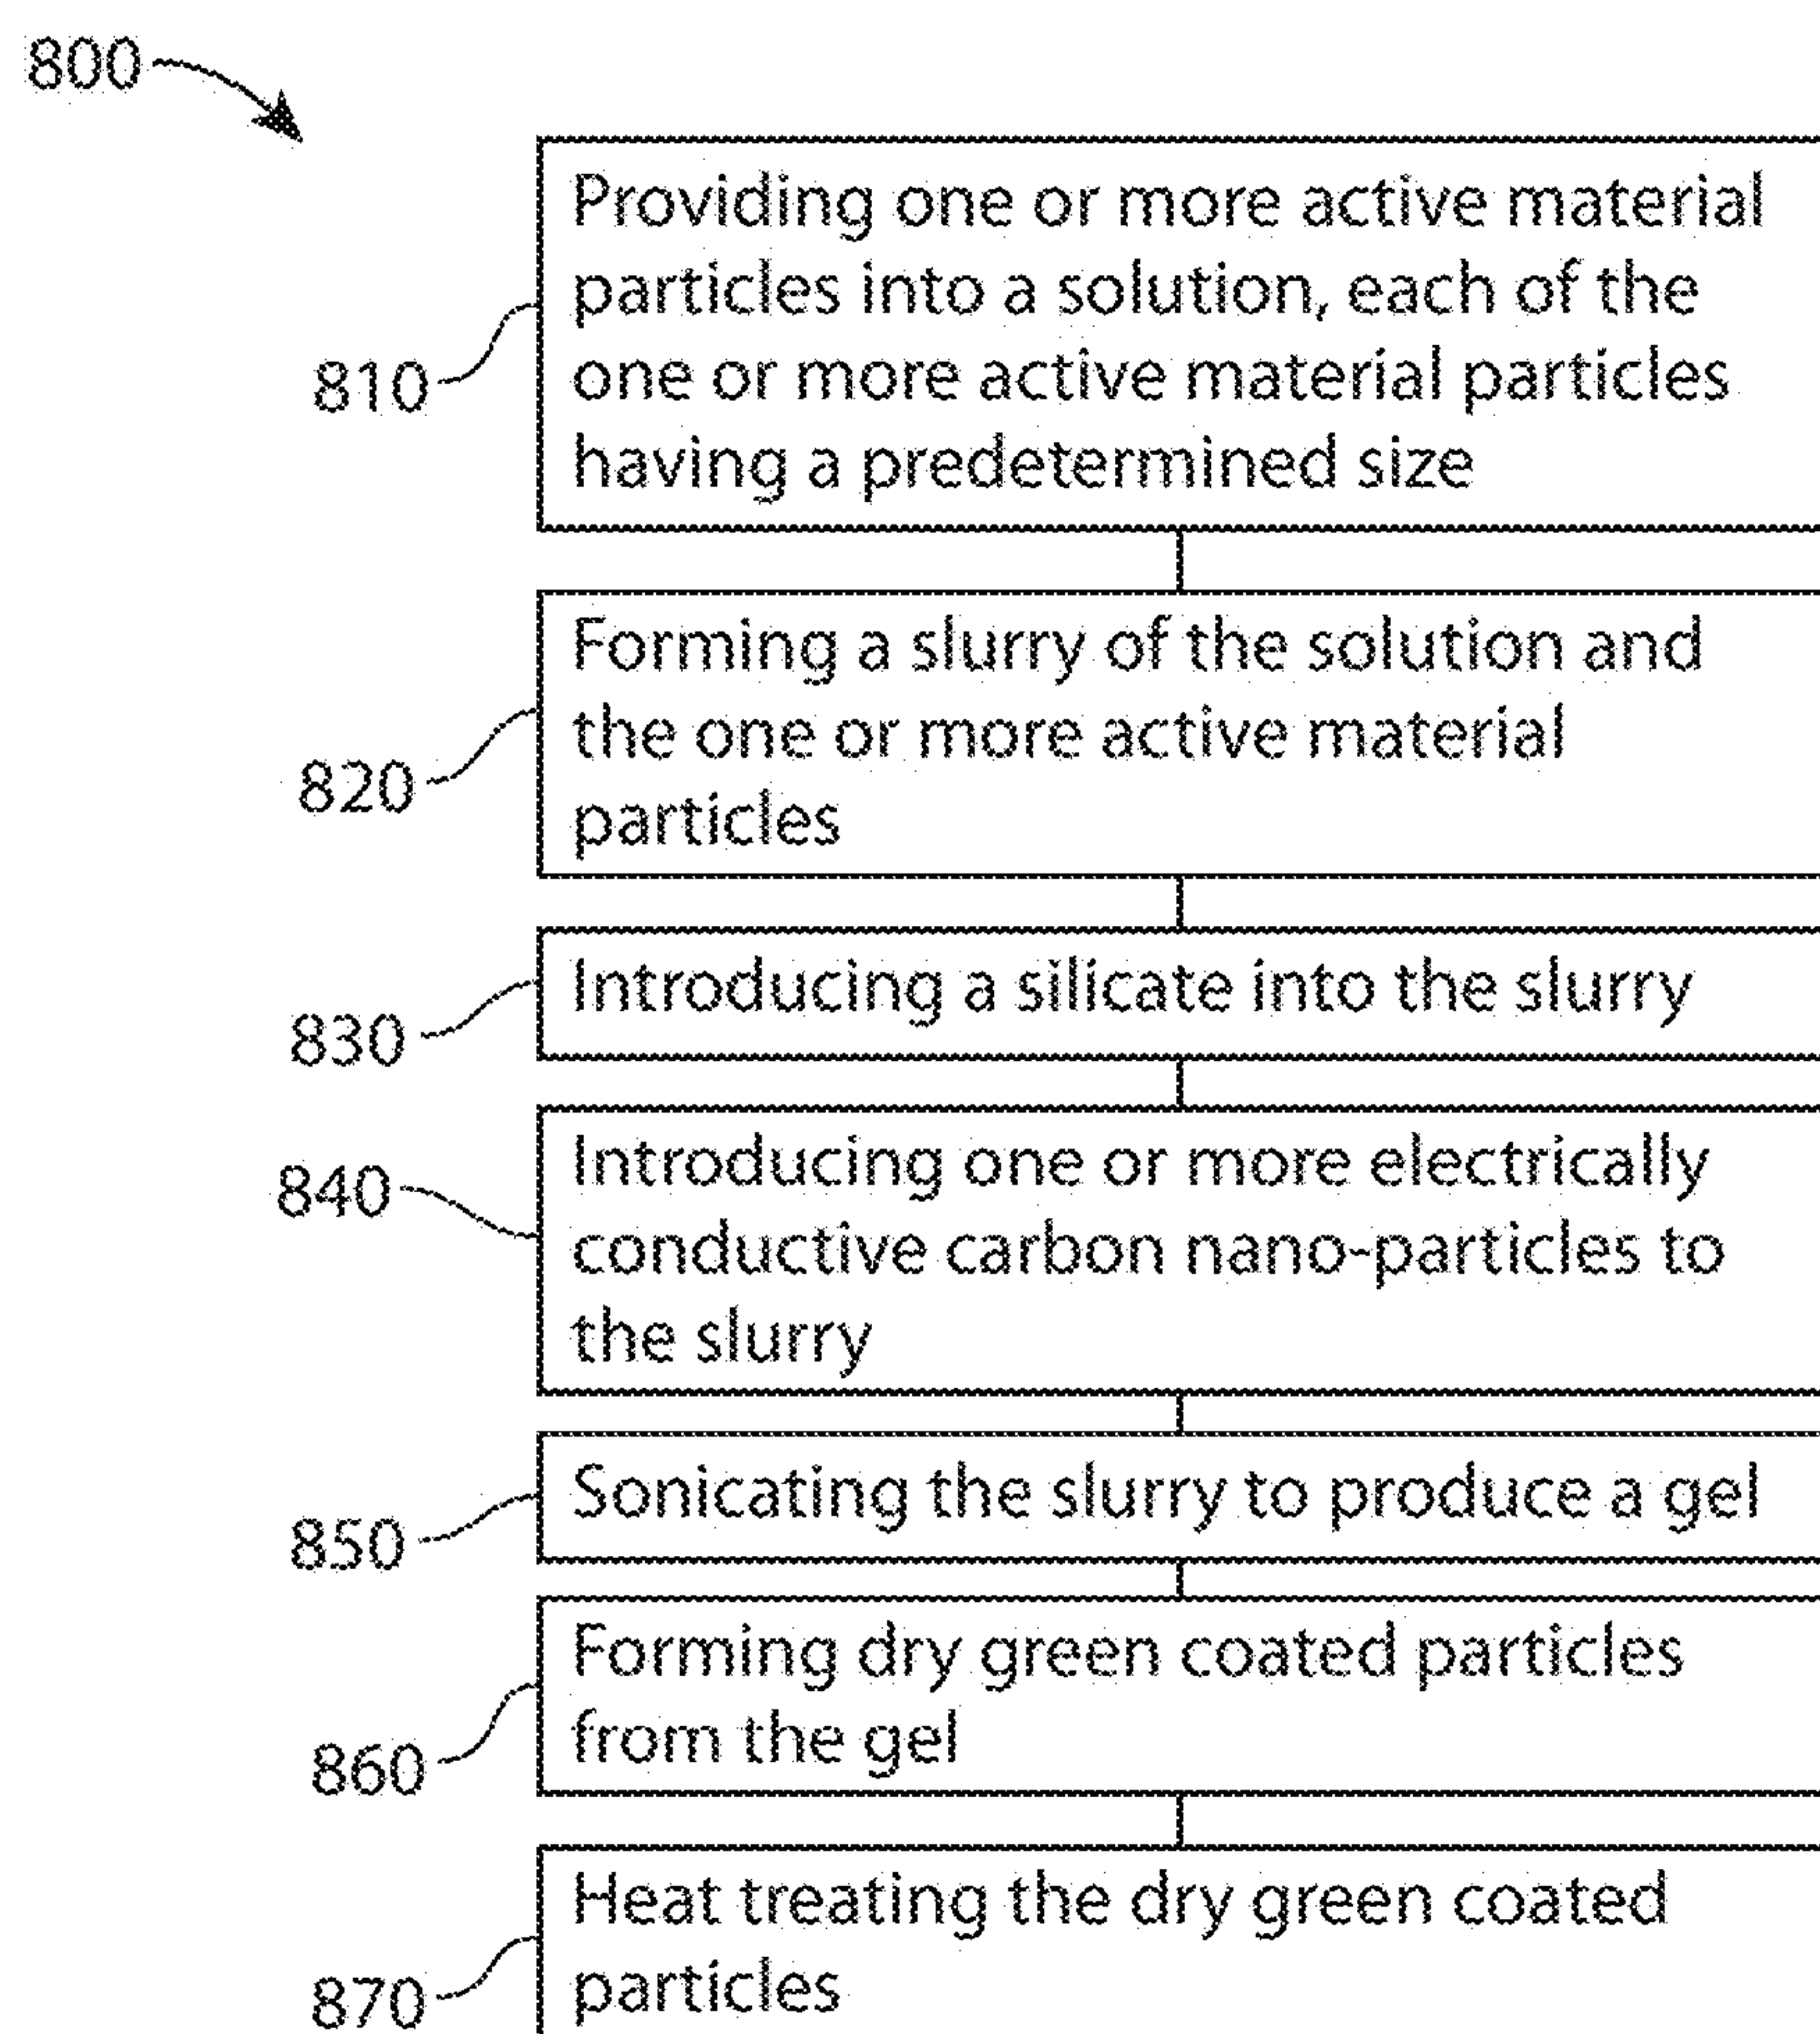 800
Providing one or more active material
particles into a solution, each of the
one or more active material particles
having a predetermined size
810
Forming a slurry of the solution and
the one or more active material
particles
820
Introducing a silicate into the slurry
830
Introducing one or more electrically
conductive carbon nano-particles to
the slurry
840
Sonicating the slurry to produce a gel
850
Forming dry green coated particles
from the gel
860
Heat treating the dry green coated
particles
870